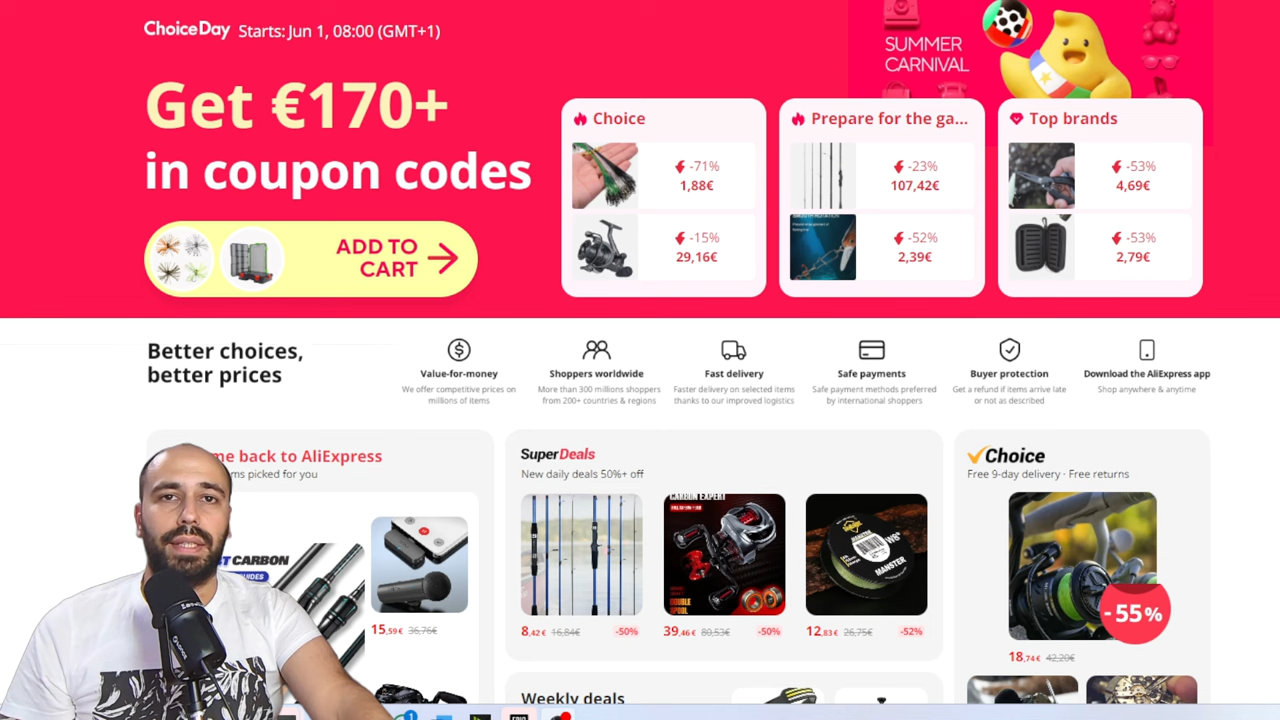 ChoiceDay Starts: Jun 1, 08:00 (GMT+1)
SUMMER
CARNIVAL
Get €170+
in coupon codes
ADD TO
CART
Choice
-71%
1,88€
-15%
29,16€
Prepare for the ga...
-23%
107,42€
-52%
2,39€
Top brands
-53%
4,69€
-53%
2,79€
Better choices,
better prices
Value-for-money
We offer competitive prices on
millions of items
Shoppers worldwide
More than 300 millions shoppers
from 200+ countries & regions
Fast delivery
Faster delivery on selected items
thanks to our improved logistics
Safe payments
Safe payment methods preferred
by international shoppers
Buyer protection
Get a refund if items arrive late
or not as described
Download the AliExpress app
Shop anywhere & anytime
me back to AliExpress
ms picked for you
T CARBON
GUIDES
15,59€ 36,76€
SuperDeals
New daily deals 50%+ off
8,42€ 16,84€ -50%
CARBON EXPERT
DOUBLE
SPOOL
39,46€ 80,53€ -50%
MANSTER
12,83€ 26,75€ -52%
Choice
Free 9-day delivery · Free returns
-55%
18,74€ 42,20€
Weekly deals
1